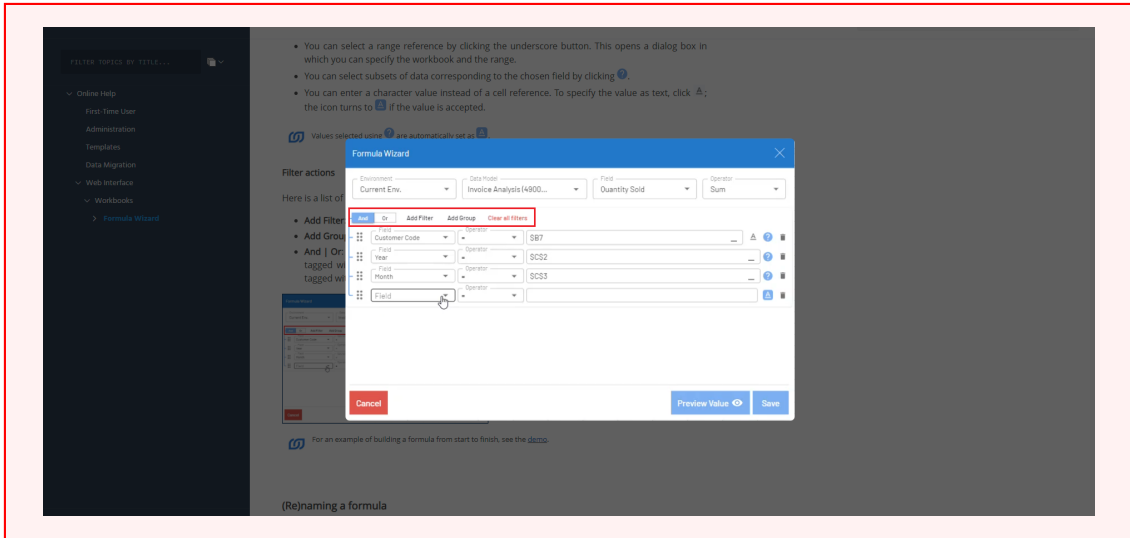 You can select a range reference by clicking the underscore button. This opens a dialog box in
which you can specify the workbook and the range.
FILTER TOPICS BY TITLE...
You can select subsets of data corresponding to the chosen field by clicking ?.
You can enter a character value instead of a cell reference. To specify the value as text, click A;
the icon turns to A if the value is accepted.
Online Help
First-Time User
Administration
Templates
Data Migration
Web Interface
Workbooks
Formula Wizard
Values selected using ? are automatically set as A.
Filter actions
Here is a list of
Add Filter
Add Grou
And | Or:
tagged wi
tagged wi
Formula Wizard
Environment
Current Env.
Data Model
Invoice Analysis (4900...
Field
Quantity Sold
Operator
Sum
And Or Add Filter Add Group Clear all filters
Field
Customer Code
Operator
=
$B7
_ A ?
Field
Year
Operator
=
$C$2
_ ?
Field
Month
Operator
=
$C$3
_ ?
Field
Operator
=
A
Cancel
Preview Value
Save
For an example of building a formula from start to finish, see the demo.
(Re)naming a formula